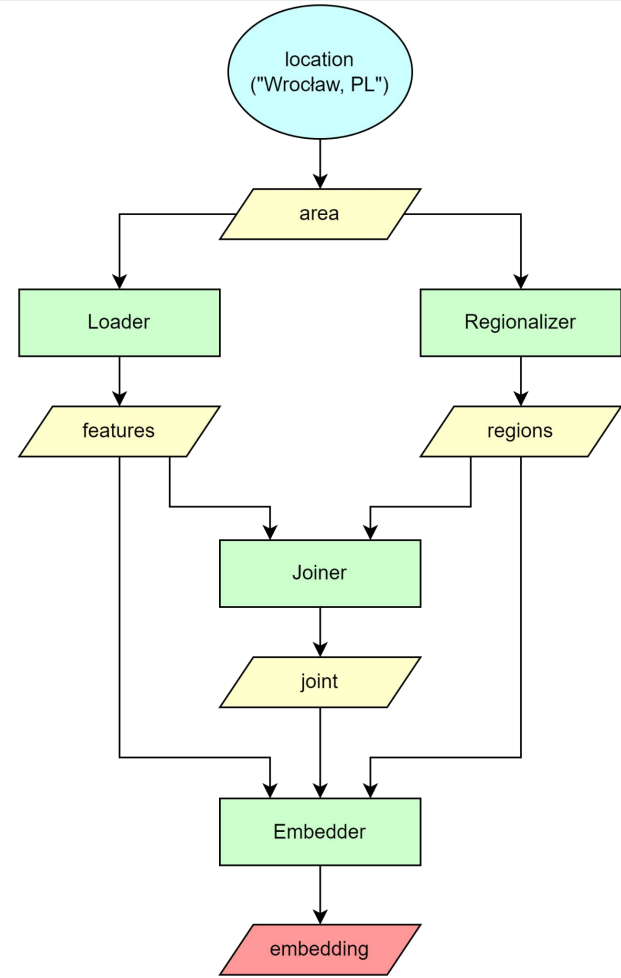 location
("Wrocław, PL")
area
Loader
Regionalizer
features
regions
Joiner
joint
Embedder
embedding